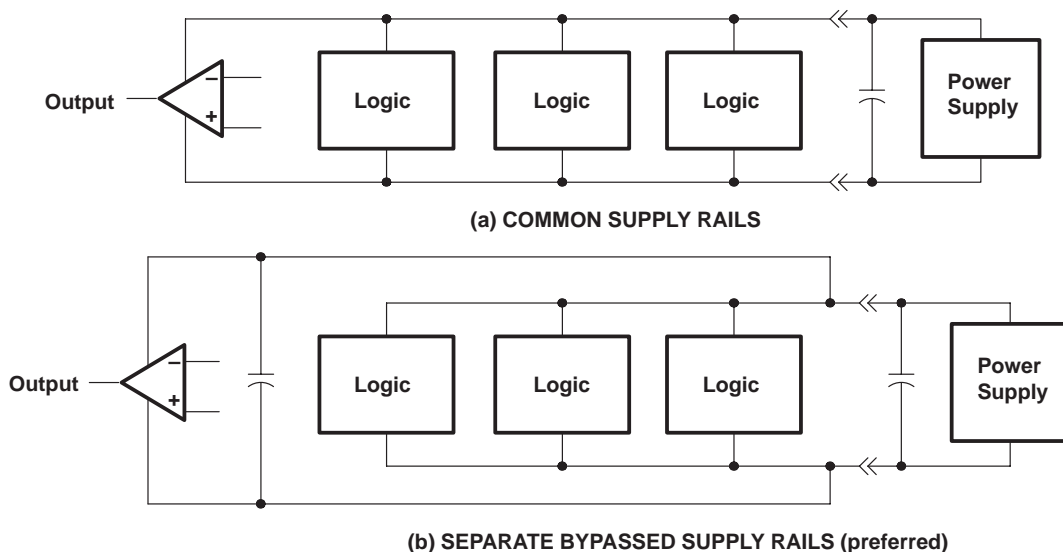 Output
−
+
Logic
Logic
Logic
Power
Supply
(a) COMMON SUPPLY RAILS
Output
−
+
Logic
Logic
Logic
Power
Supply
(b) SEPARATE BYPASSED SUPPLY RAILS (preferred)